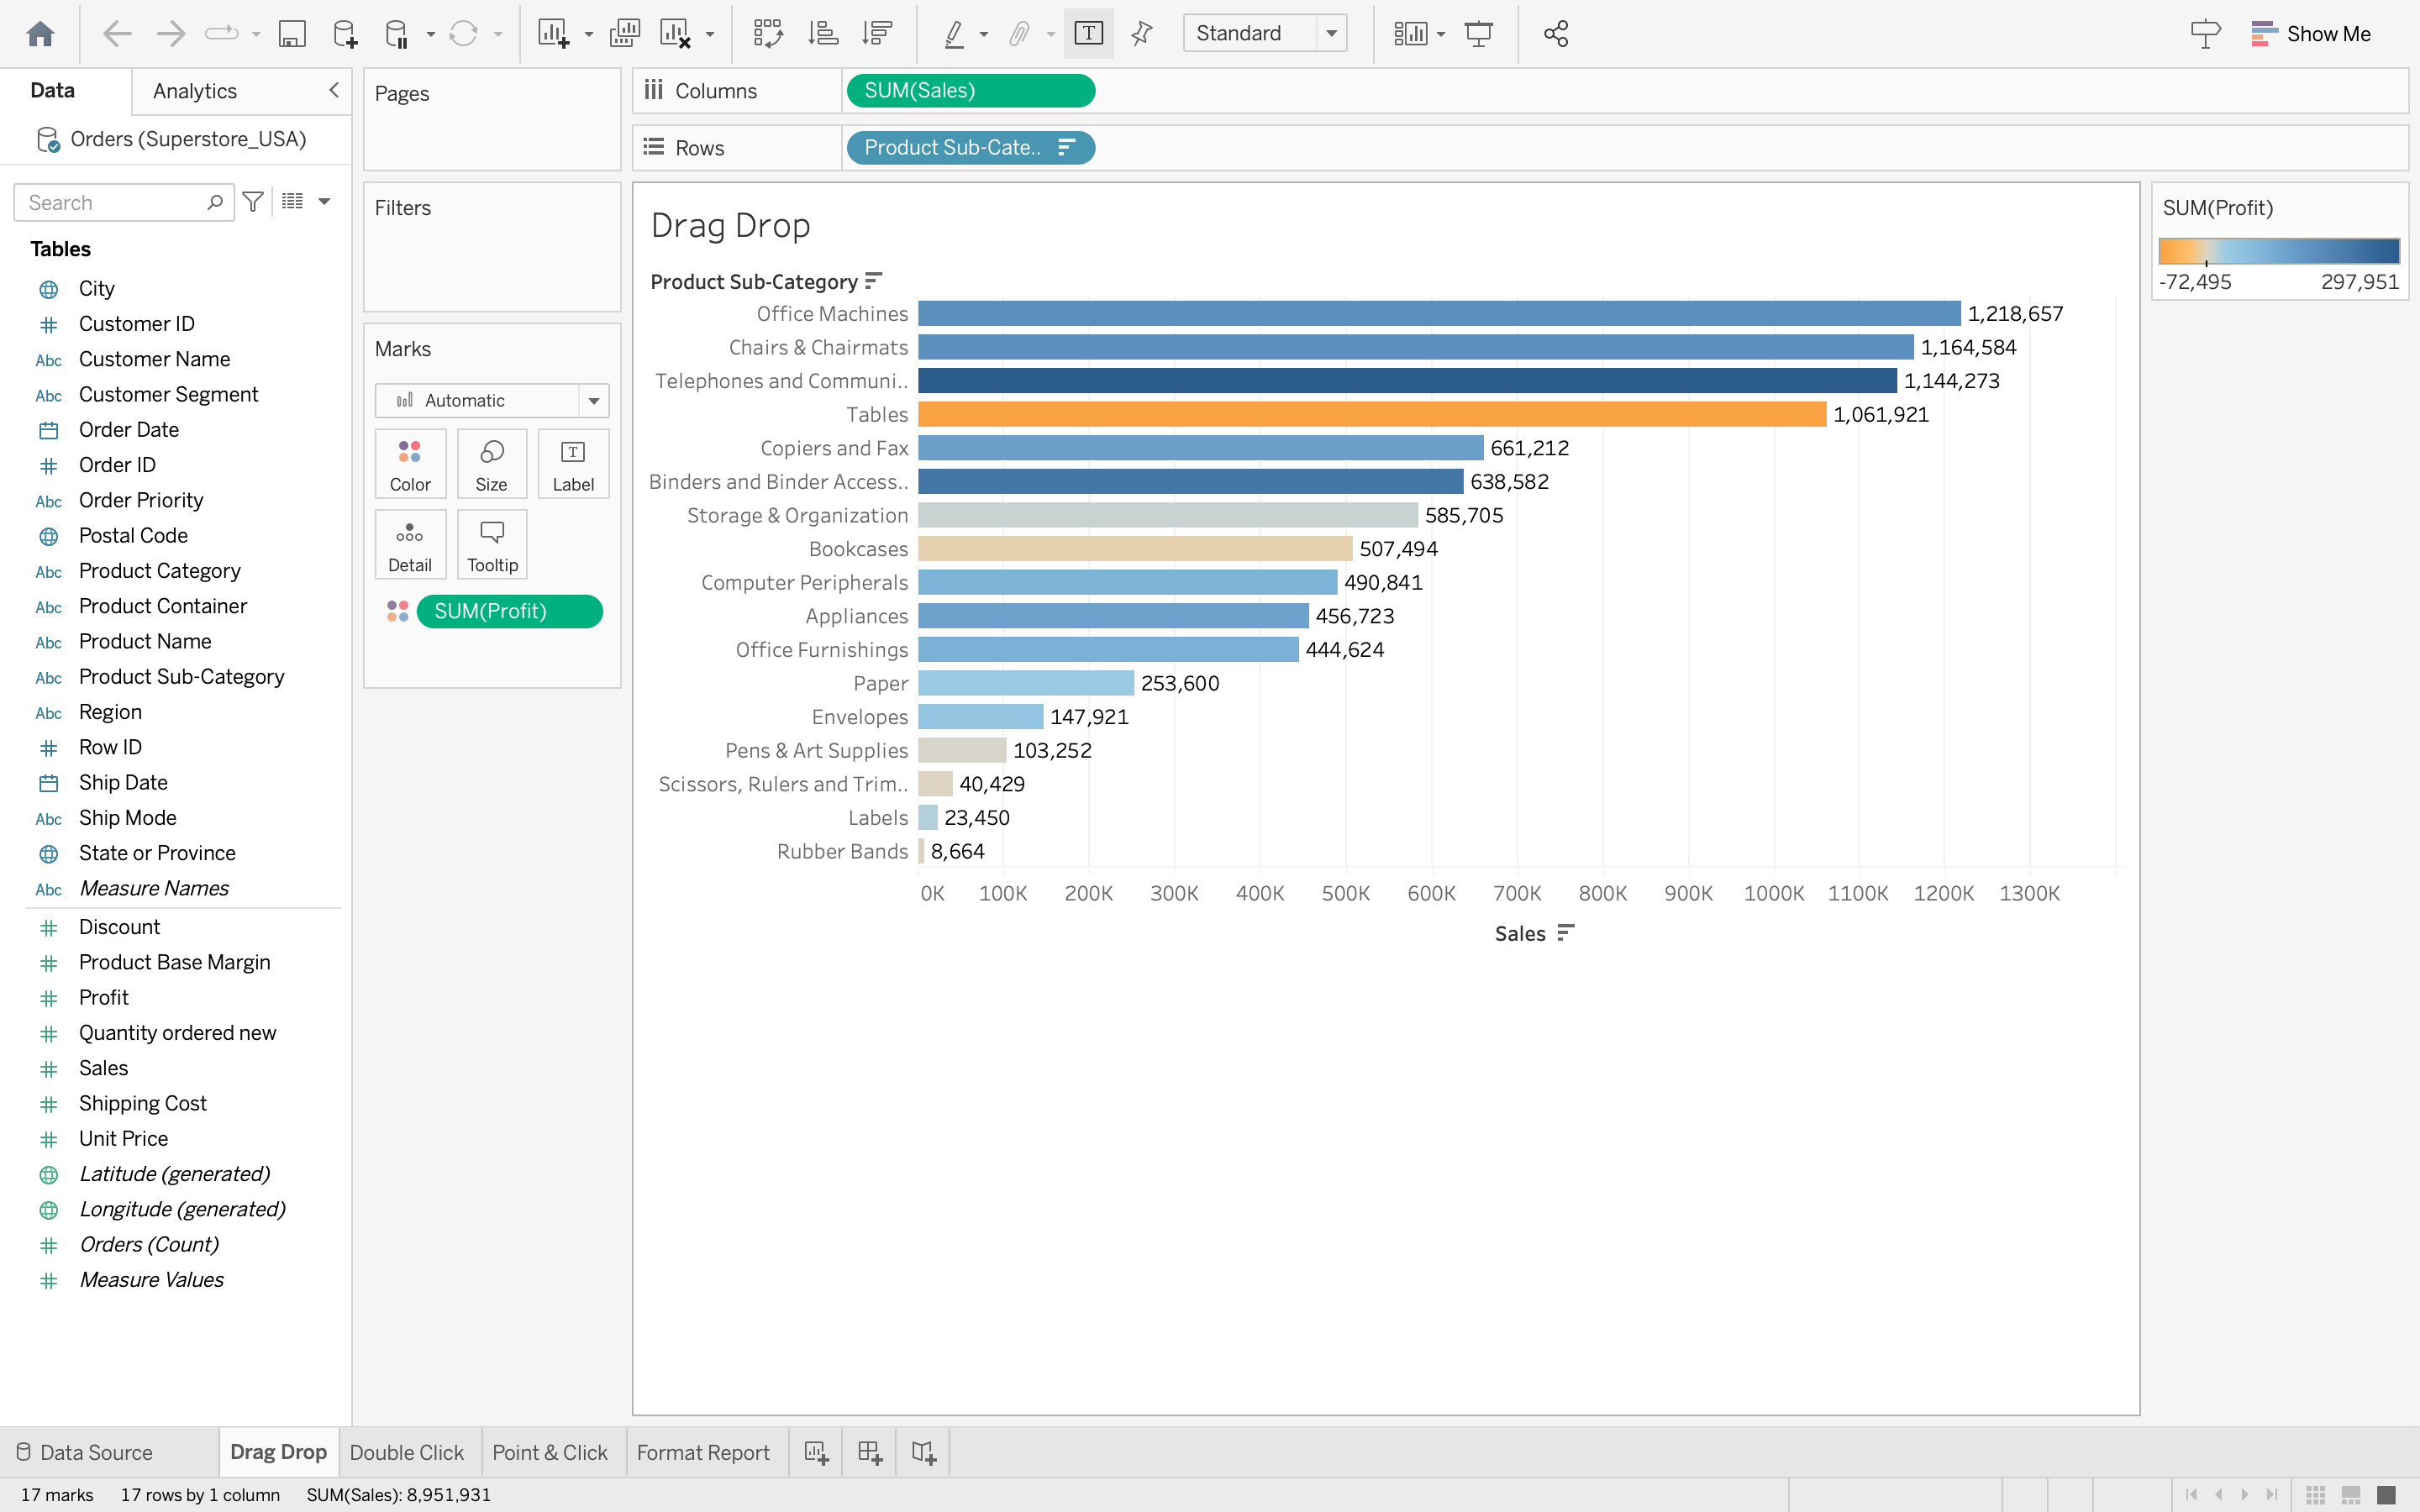 Standard
Show Me
Data
Analytics
Orders (Superstore_USA)
Search
Tables
City
Customer ID
Abc Customer Name
Abc Customer Segment
Order Date
Order ID
Abc Order Priority
Postal Code
Abc Product Category
Abc Product Container
Abc Product Name
Abc Product Sub-Category
Abc Region
Row ID
Ship Date
Abc Ship Mode
State or Province
Abc Measure Names
Discount
Product Base Margin
Profit
Quantity ordered new
Sales
Shipping Cost
Unit Price
Latitude (generated)
Longitude (generated)
Orders (Count)
Measure Values
Pages
Filters
Marks
Automatic
Color Size Label
Detail Tooltip
SUM(Profit)
Columns SUM(Sales)
Rows Product Sub-Cate..
Drag Drop
Product Sub-Category
Office Machines 1,218,657
Chairs & Chairmats 1,164,584
Telephones and Communi.. 1,144,273
Tables 1,061,921
Copiers and Fax 661,212
Binders and Binder Access.. 638,582
Storage & Organization 585,705
Bookcases 507,494
Computer Peripherals 490,841
Appliances 456,723
Office Furnishings 444,624
Paper 253,600
Envelopes 147,921
Pens & Art Supplies 103,252
Scissors, Rulers and Trim.. 40,429
Labels 23,450
Rubber Bands 8,664
0K 100K 200K 300K 400K 500K 600K 700K 800K 900K 1000K 1100K 1200K 1300K
Sales
SUM(Profit)
-72,495 297,951
Data Source Drag Drop Double Click Point & Click Format Report
17 marks 17 rows by 1 column SUM(Sales): 8,951,931